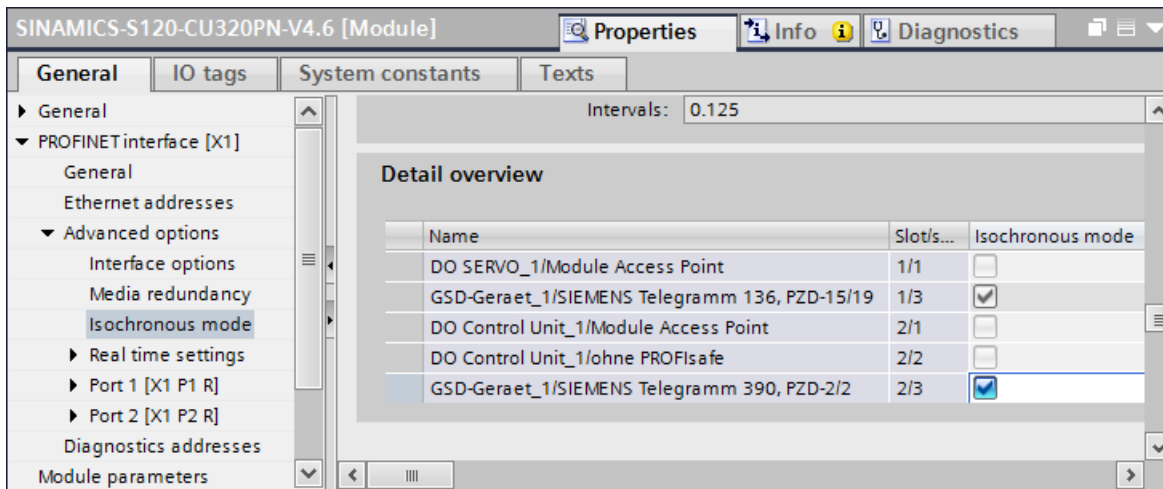 SINAMICS-S120-CU320PN-V4.6 [Module]
Properties
Info
Diagnostics
General
IO tags
System constants
Texts
General
PROFINET interface [X1]
General
Ethernet addresses
Advanced options
Interface options
Media redundancy
Isochronous mode
Real time settings
Port 1 [X1 P1 R]
Port 2 [X1 P2 R]
Diagnostics addresses
Module parameters
Intervals: 0.125
Detail overview
Name Slot/s... Isochronous mode
DO SERVO_1/Module Access Point 1/1
GSD-Geraet_1/SIEMENS Telegramm 136, PZD-15/19 1/3
DO Control Unit_1/Module Access Point 2/1
DO Control Unit_1/ohne PROFIsafe 2/2
GSD-Geraet_1/SIEMENS Telegramm 390, PZD-2/2 2/3